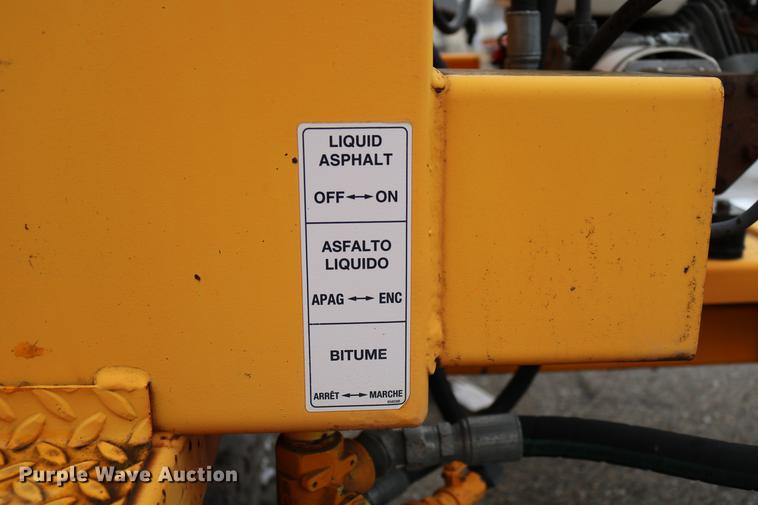 LIQUID
ASPHALT
OFF ↔ ON
ASFALTO
LIQUIDO
APAG ↔ ENC
BITUME
ARRÊT ↔ MARCHE
Purple Wave Auction